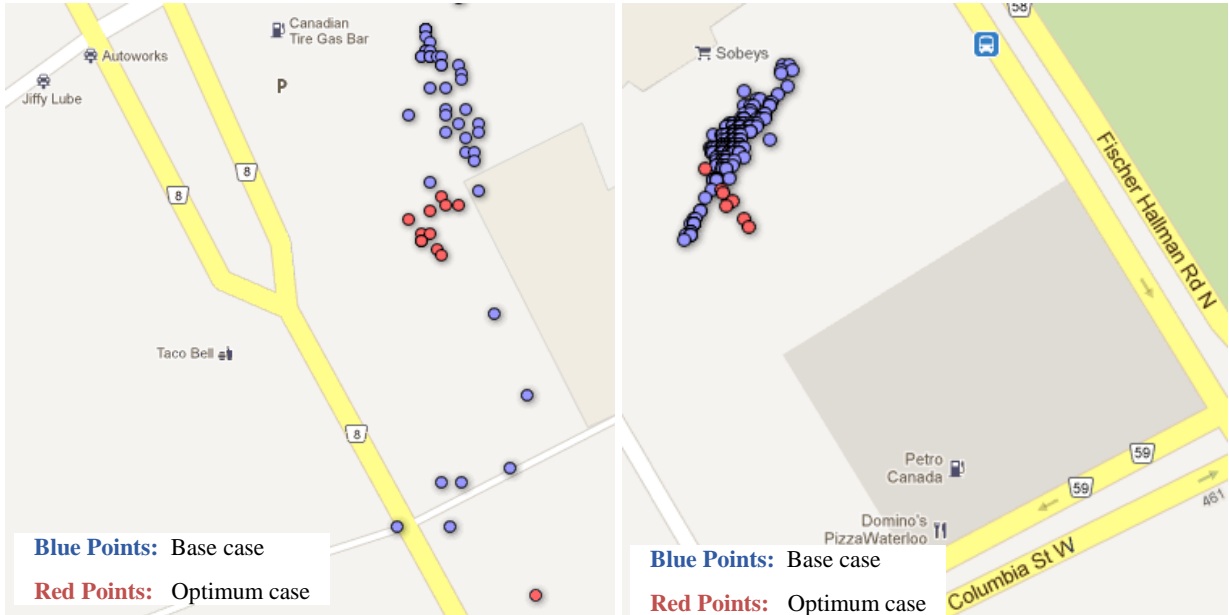 Canadian
Tire Gas Bar
Autoworks
Jiffy Lube
P
8
8
Taco Bell
8
Blue Points: Base case
Red Points: Optimum case
58
Sobeys
Fischer Hallman Rd N
Petro
Canada
59
59
461
Domino's
PizzaWaterloo
Columbia St W
Blue Points: Base case
Red Points: Optimum case